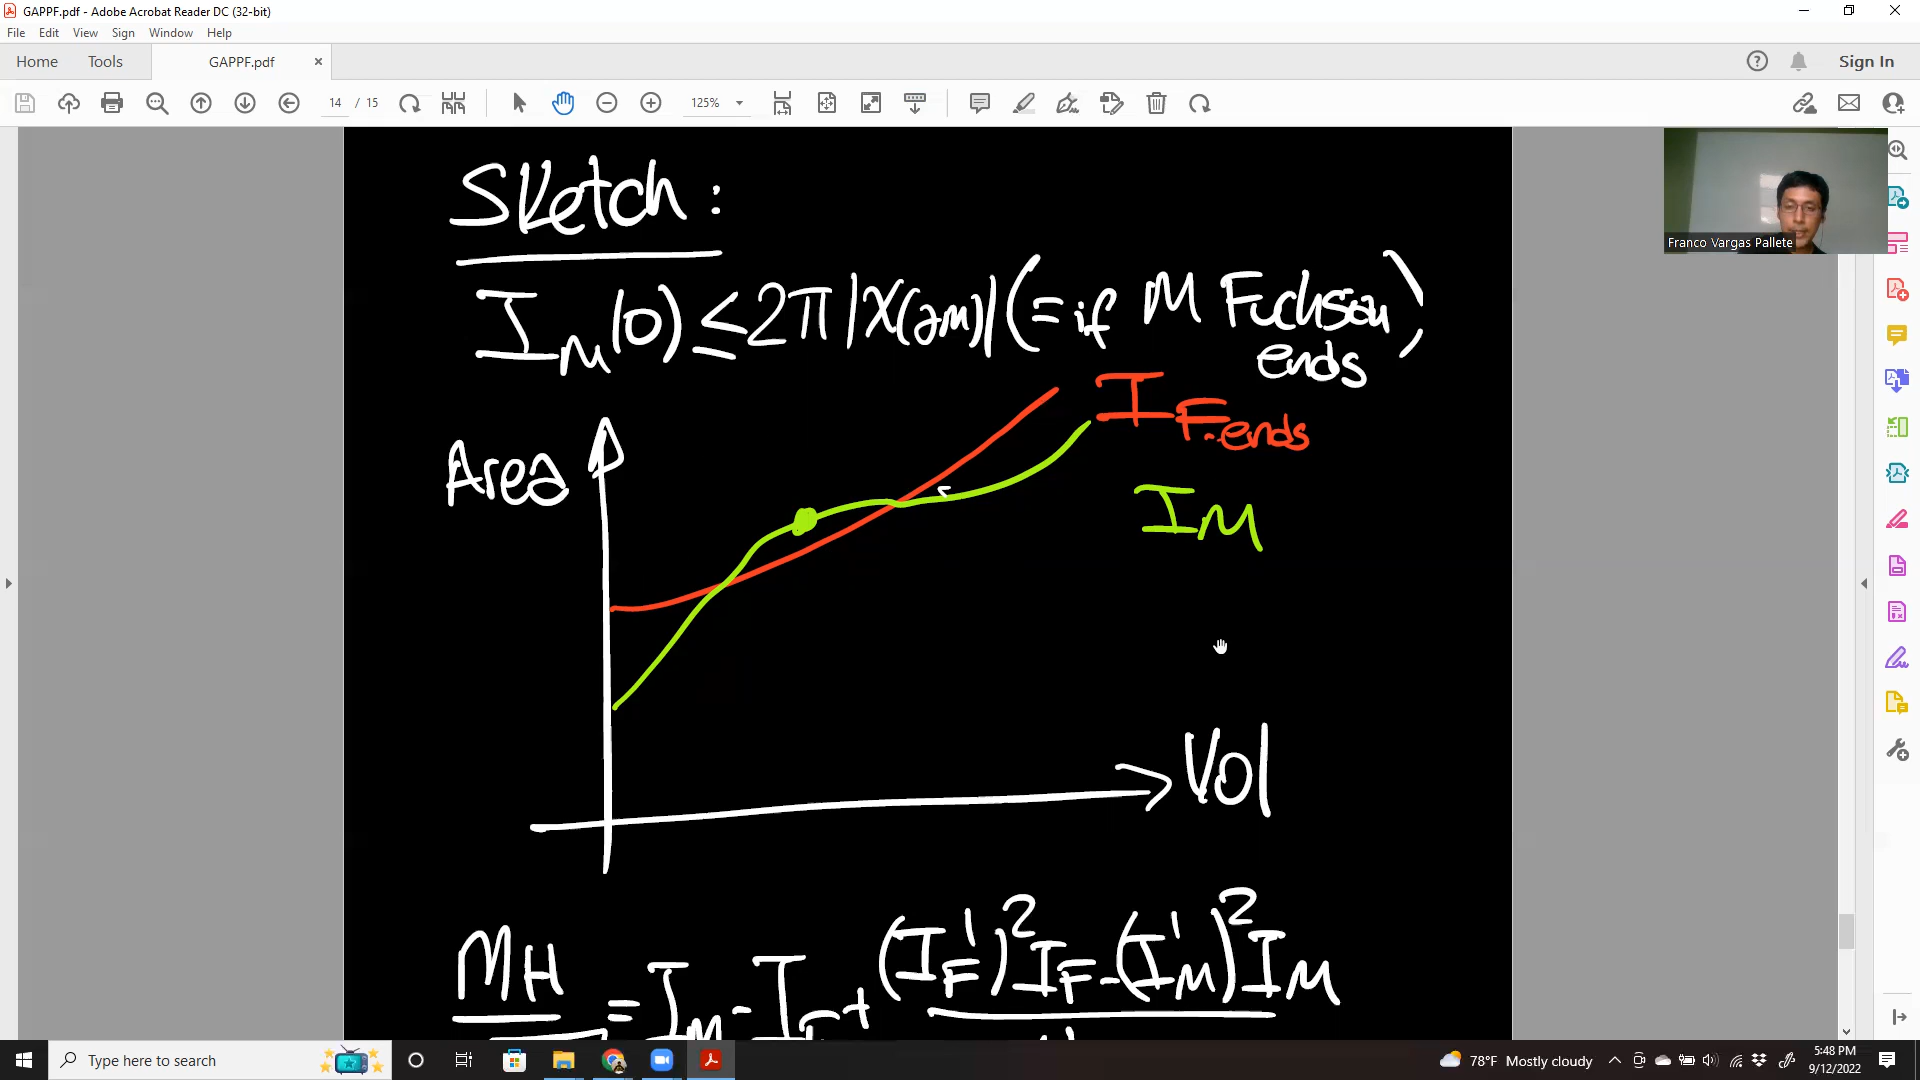 GAPPF.pdf - Adobe Acrobat Reader DC (32-bit)
File Edit View Sign Window Help
Home Tools GAPPF.pdf × Sign In
14 / 15 125%
Franco Vargas Pallete
Sketch:
I_M(0) ≤ 2π|χ(∂M)| (= if M Fuchsian
ends)
Area
I_F.ends
I_M
Vol
MH = I_M - I_F + (I'_F)² I_F - (I'_M)² I_M
Type here to search
78°F Mostly cloudy
5:48 PM
9/12/2022